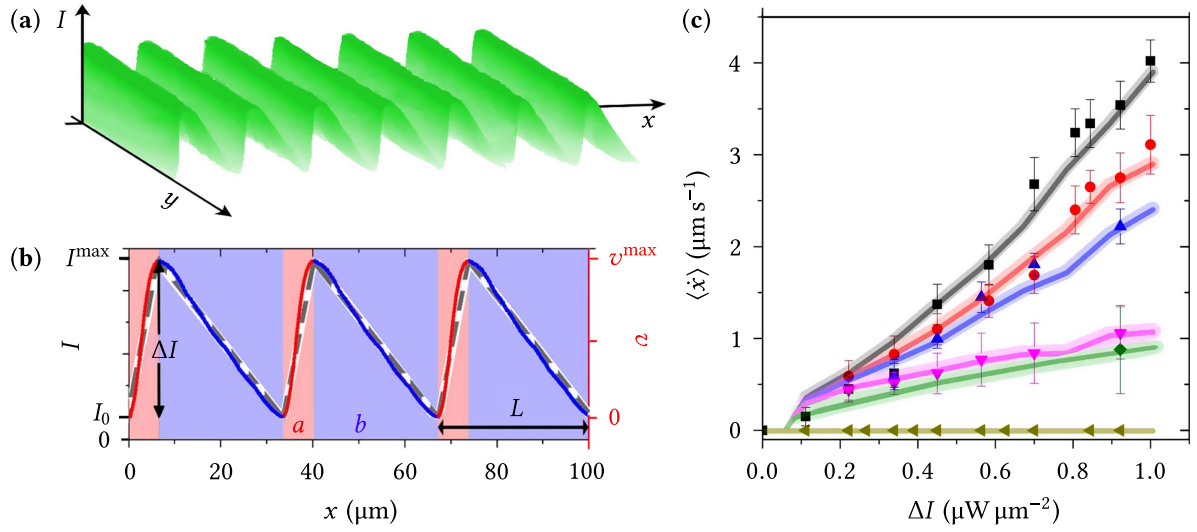 (a)
I
x
y
(b)
I^max
I
ΔI
I₀
0
a
b
L
v^max
v
0
0 20 40 60 80 100
x (μm)
(c)
4
3
2
1
0
⟨ẋ⟩ (μm s⁻¹)
0.0 0.2 0.4 0.6 0.8 1.0
ΔI (μW μm⁻²)